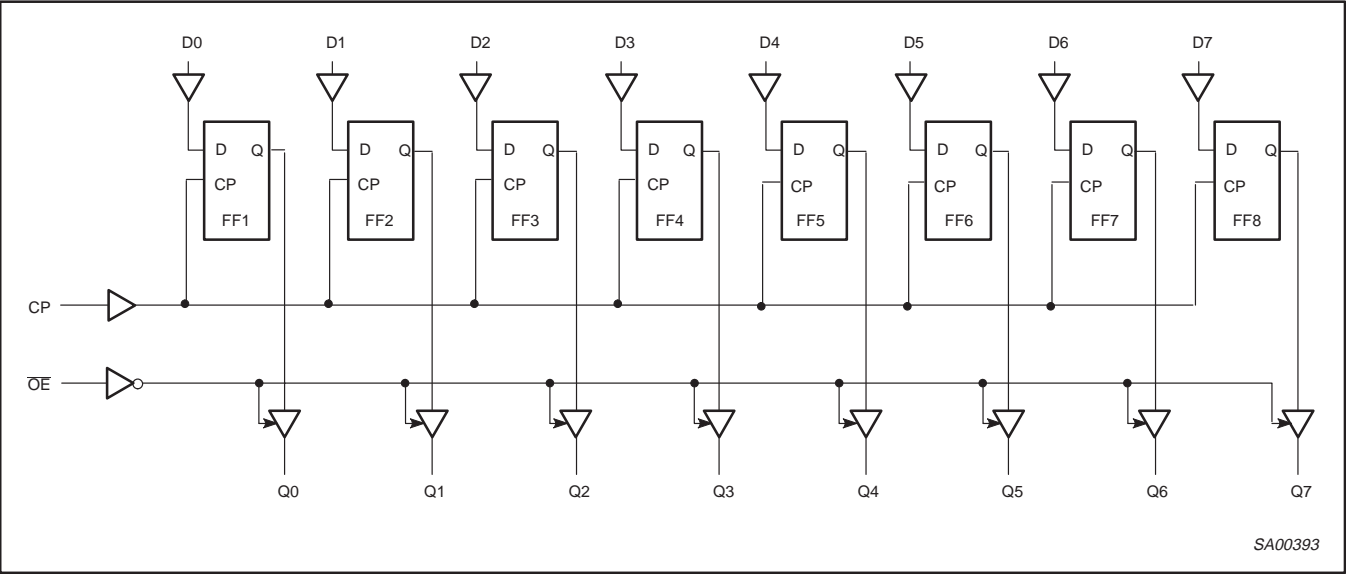 D0 D1 D2 D3 D4 D5 D6 D7
D Q D Q D Q D Q D Q D Q D Q D Q
CP CP CP CP CP CP CP CP
FF1 FF2 FF3 FF4 FF5 FF6 FF7 FF8
CP
O̅E̅
Q0 Q1 Q2 Q3 Q4 Q5 Q6 Q7
SA00393